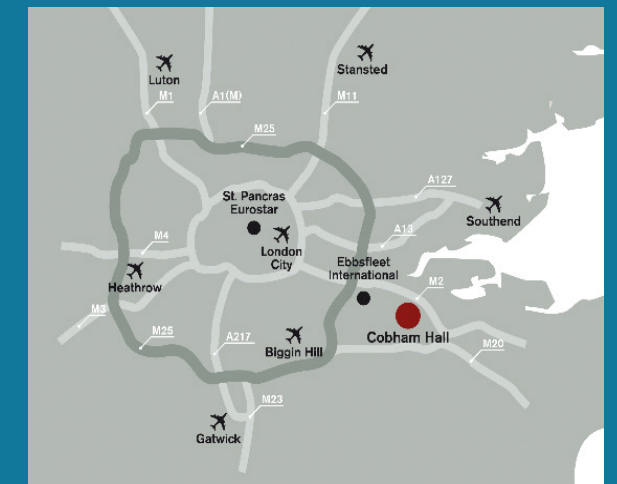 Luton
Stansted
M1
A1(M)
M11
M25
A127
St. Pancras
Eurostar
Southend
A13
M4
London
City
Ebbsfleet
International
Heathrow
M2
M3
Cobham Hall
M25
A217
Biggin Hill
M20
M23
Gatwick